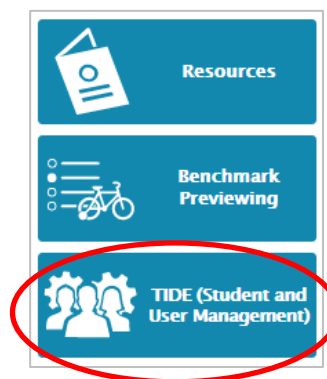 Resources
Benchmark
Previewing
TIDE (Student and
User Management)